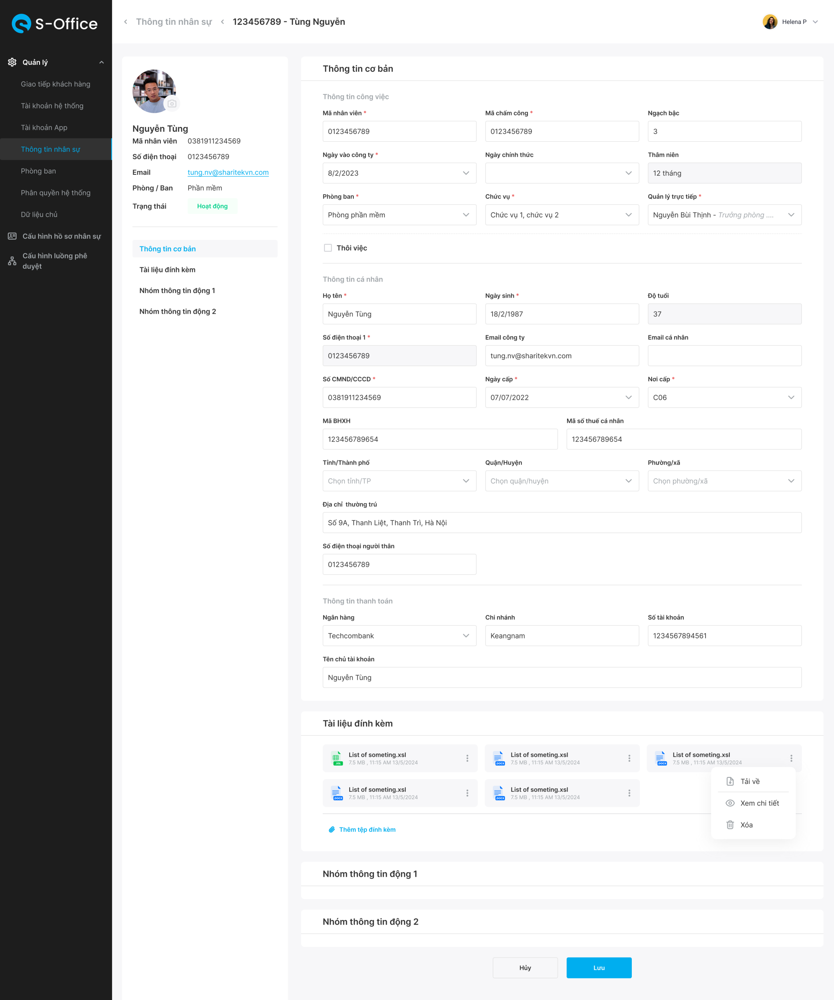 S-Office
Quản lý
Giao tiếp khách hàng
Tài khoản hệ thống
Tài khoản App
Thông tin nhân sự
Phòng ban
Phân quyền hệ thống
Dữ liệu chủ
Cấu hình hồ sơ nhân sự
Cấu hình luồng phê
duyệt
Thông tin nhân sự 123456789 - Tùng Nguyễn
Helena P
Nguyễn Tùng
Mã nhân viên 0381911234569
Số điện thoại 0123456789
Email tung.nv@sharitekvn.com
Phòng / Ban Phần mềm
Trạng thái Hoạt động
Thông tin cơ bản
Tài liệu đính kèm
Nhóm thông tin động 1
Nhóm thông tin động 2
Thông tin cơ bản
Thông tin công việc
Mã nhân viên * Mã chấm công * Ngạch bậc
0123456789 0123456789 3
Ngày vào công ty * Ngày chính thức Thâm niên
8/2/2023 12 tháng
Phòng ban * Chức vụ * Quản lý trực tiếp *
Phòng phần mềm Chức vụ 1, chức vụ 2 Nguyễn Bùi Thịnh - Trưởng phòng ....
Thôi việc
Thông tin cá nhân
Họ tên * Ngày sinh * Độ tuổi
Nguyễn Tùng 18/2/1987 37
Số điện thoại 1 * Email công ty Email cá nhân
0123456789 tung.nv@sharitekvn.com
Số CMND/CCCD * Ngày cấp * Nơi cấp *
0381911234569 07/07/2022 C06
Mã BHXH Mã số thuế cá nhân
123456789654 123456789654
Tỉnh/Thành phố Quận/Huyện Phường/xã
Chọn tỉnh/TP Chọn quận/huyện Chọn phường/xã
Địa chỉ thường trú
Số 9A, Thanh Liệt, Thanh Trì, Hà Nội
Số điện thoại người thân
0123456789
Thông tin thanh toán
Ngân hàng Chi nhánh Số tài khoản
Techcombank Keangnam 1234567894561
Tên chủ tài khoản
Nguyễn Tùng
Tài liệu đính kèm
.XSL List of someting.xsl .DOCX List of someting.xsl .DOCX List of someting.xsl
7.5 MB , 11:15 AM 13/5/2024 7.5 MB , 11:15 AM 13/5/2024 7.5 MB , 11:15 AM 13/5/2024
.DOCX List of someting.xsl .DOCX List of someting.xsl
7.5 MB , 11:15 AM 13/5/2024 7.5 MB , 11:15 AM 13/5/2024
Tải về
Xem chi tiết
Xóa
Thêm tệp đính kèm
Nhóm thông tin động 1
Nhóm thông tin động 2
Hủy Lưu